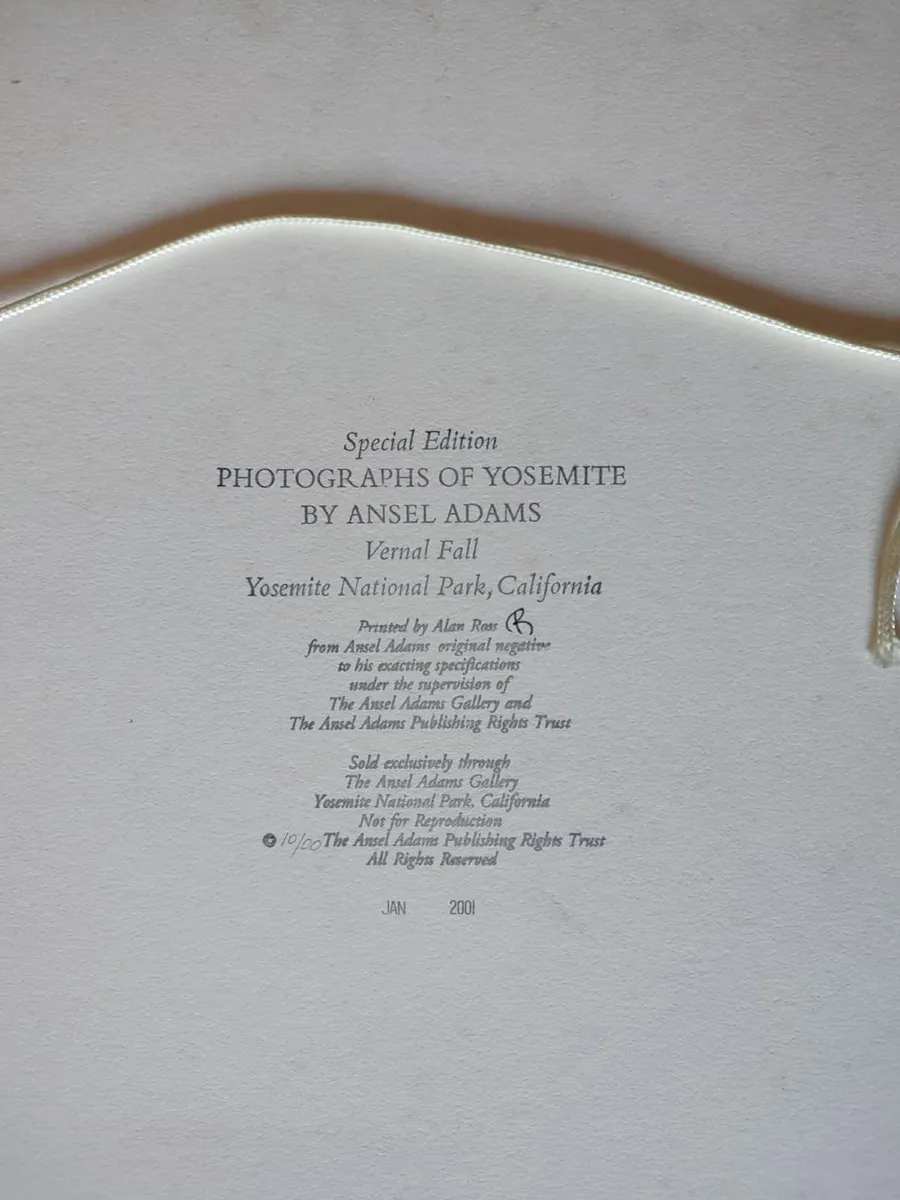 Special Edition
PHOTOGRAPHS OF YOSEMITE
BY ANSEL ADAMS
Vernal Fall
Yosemite National Park, California
Printed by Alan Ross R
from Ansel Adams original negative
to his exacting specifications
under the supervision of
The Ansel Adams Gallery and
The Ansel Adams Publishing Rights Trust
Sold exclusively through
The Ansel Adams Gallery
Yosemite National Park, California
Not for Reproduction
© 10/00 The Ansel Adams Publishing Rights Trust
All Rights Reserved
JAN 2001